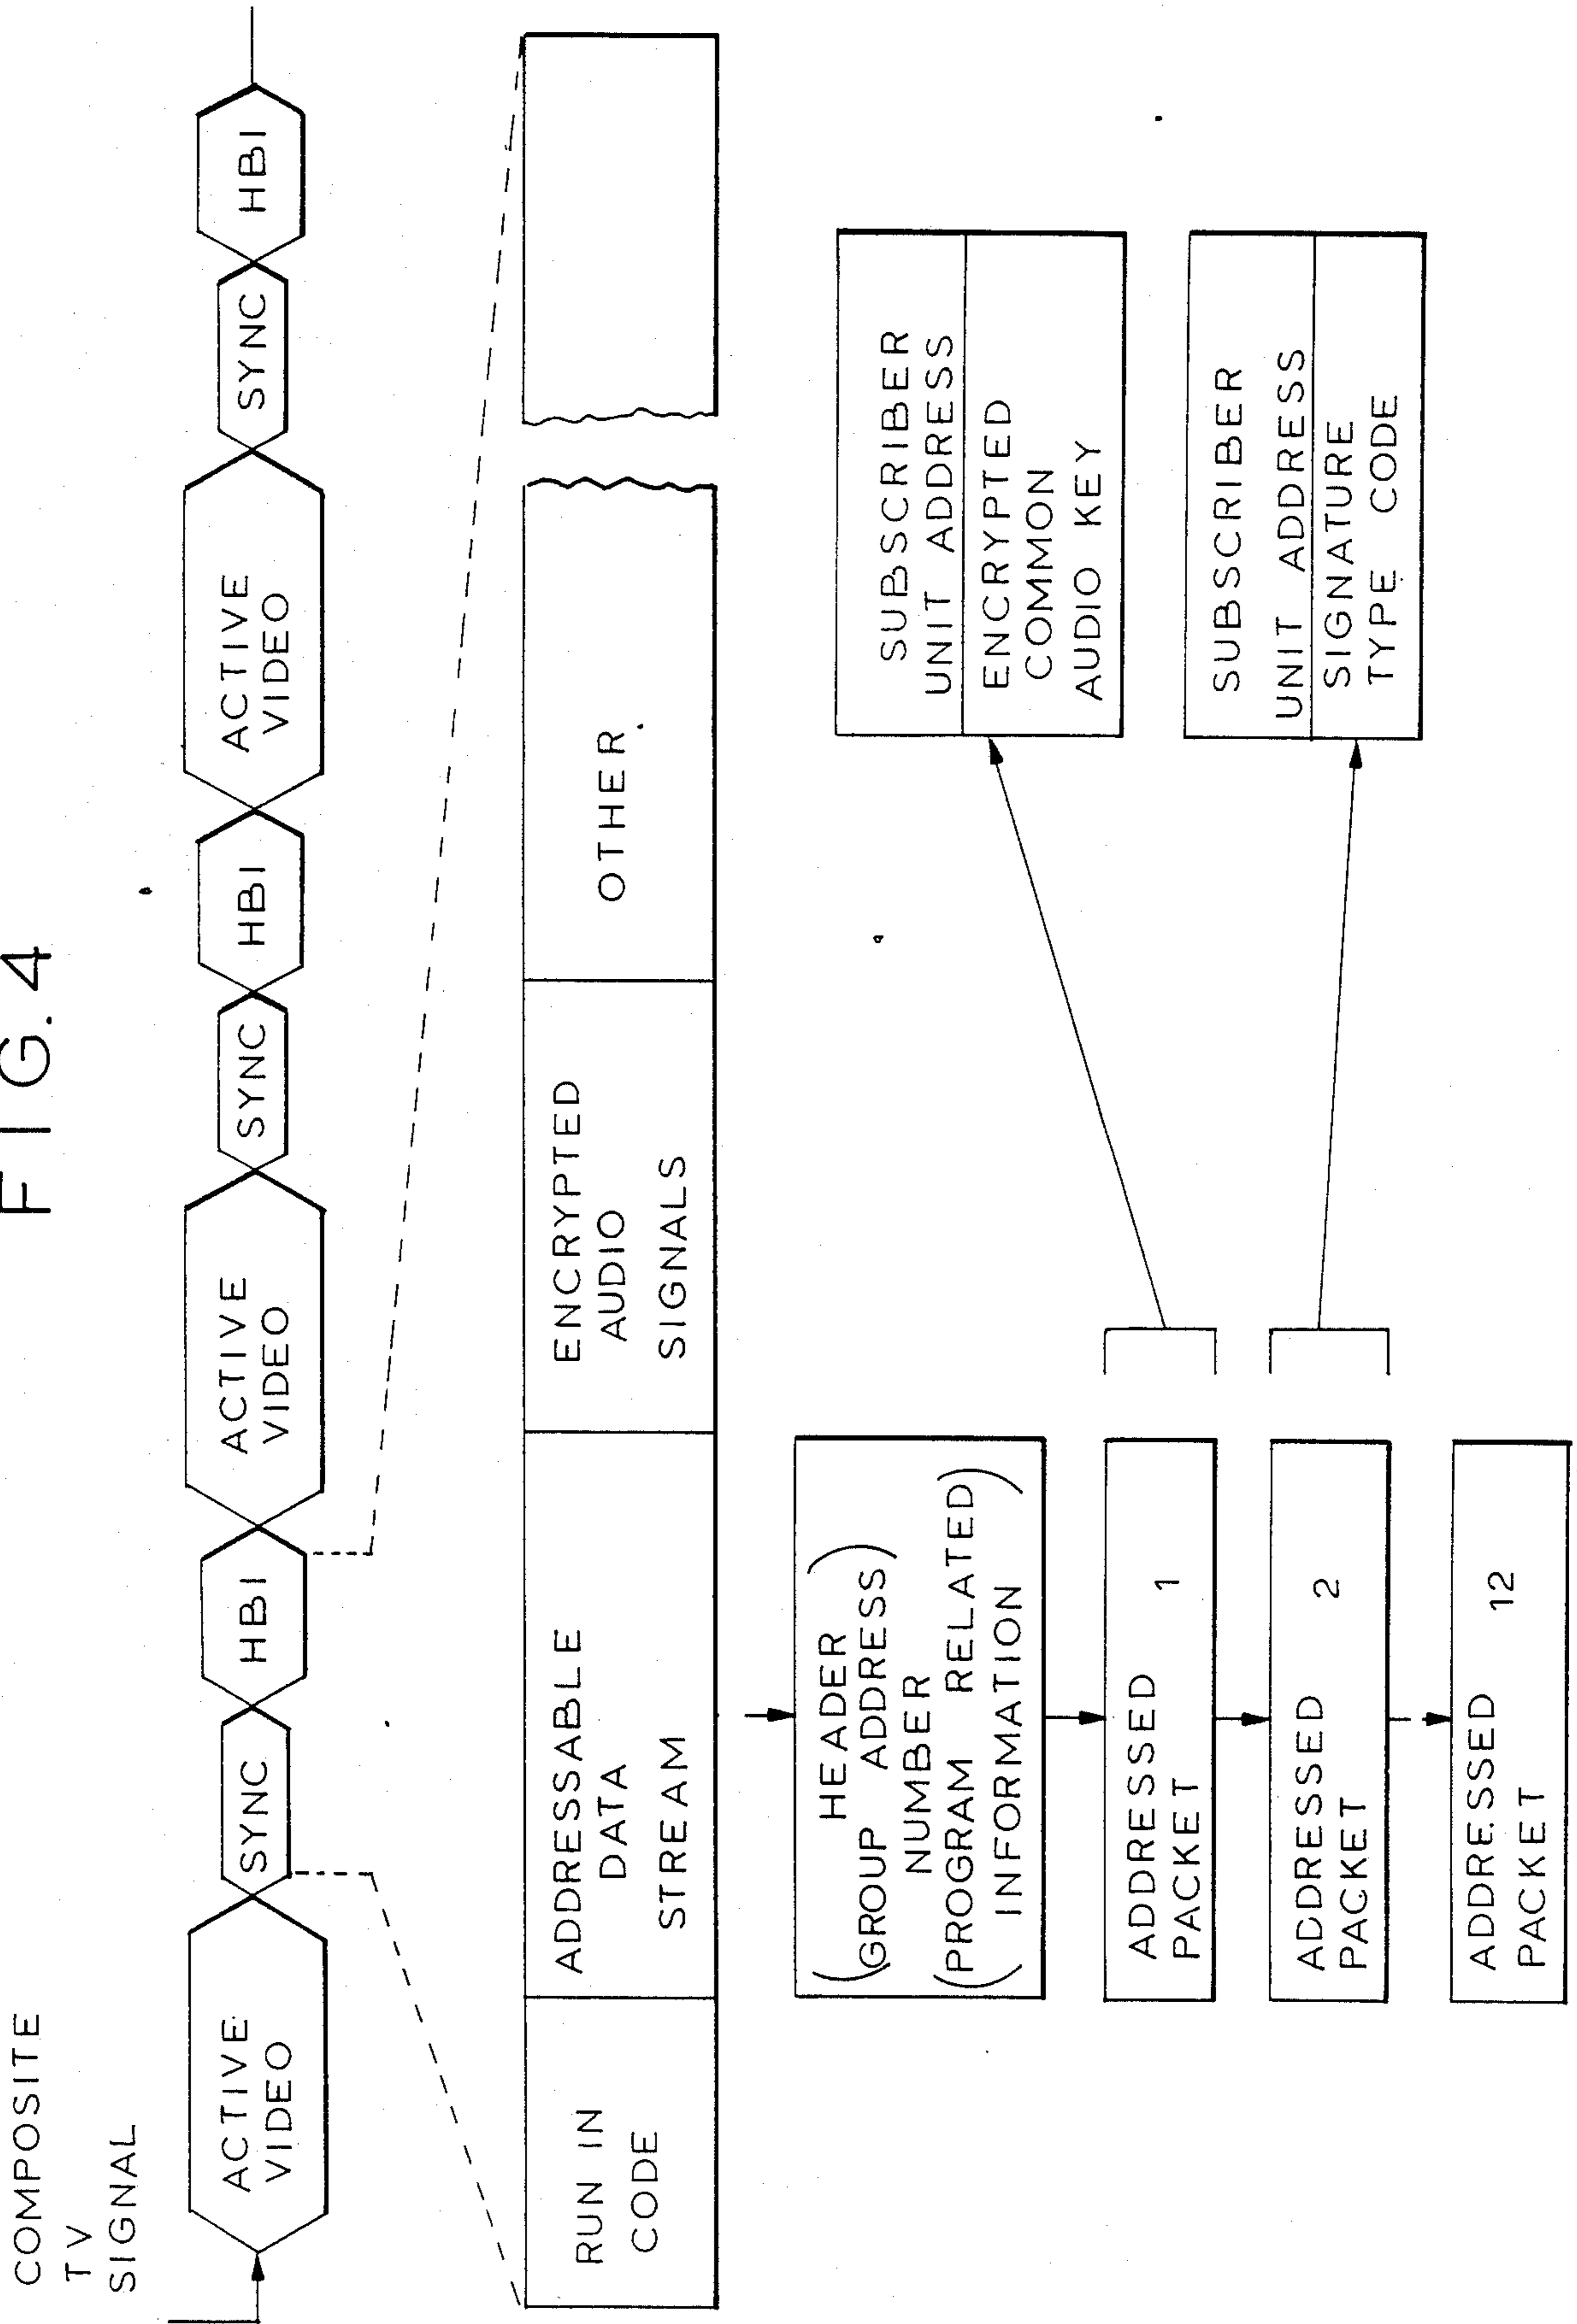 FIG. 4
COMPOSITE
TV
SIGNAL
ACTIVE
VIDEO
SYNC
HBI
ACTIVE
VIDEO
SYNC
HBI
ACTIVE
VIDEO
SYNC
HBI
RUN IN
CODE
ADDRESSABLE
DATA
STREAM
ENCRYPTED
AUDIO
SIGNALS
OTHER
HEADER
(GROUP ADDRESS)
NUMBER
(PROGRAM RELATED)
INFORMATION
ADDRESSED
PACKET 1
ADDRESSED
PACKET 2
ADDRESSED
PACKET 12
SUBSCRIBER
UNIT ADDRESS
ENCRYPTED
COMMON
AUDIO KEY
SUBSCRIBER
UNIT ADDRESS
SIGNATURE
TYPE CODE